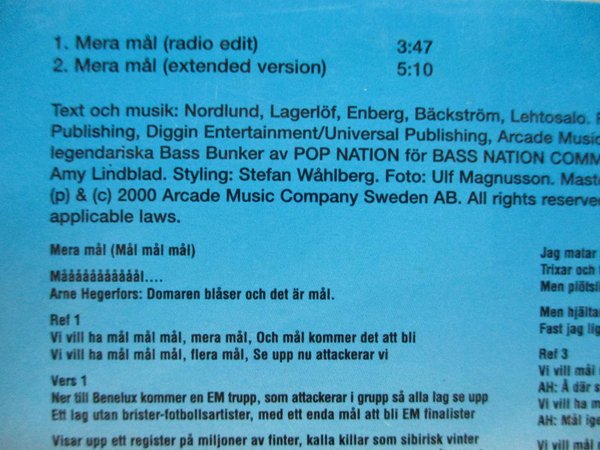 1. Mera mål (radio edit) 3:47
2. Mera mål (extended version) 5:10
Text och musik: Nordlund, Lagerlöf, Enberg, Bäckström, Lehtosalo.
Publishing, Diggin Entertainment/Universal Publishing, Arcade Music
legendariska Bass Bunker av POP NATION för BASS NATION
Amy Lindblad. Styling: Stefan Wåhlberg. Foto: Ulf Magnusson.
(p) & (c) 2000 Arcade Music Company Sweden AB. All rights
applicable laws.
Mera mål (Mål mål mål)
Måååååååååååål....
Arne Hegerfors: Domaren blåser och det är mål.
Ref 1
Vi vill ha mål mål mål, mera mål, Och mål kommer det att bli
Vi vill ha mål mål mål, flera mål, Se upp nu attackerar vi
Vers 1
Ner till Benelux kommer en EM trupp, som attackerar i grupp så alla lag se upp
Ett lag utan brister-fotbollsartister, med ett enda mål att bli EM finalister
Visar upp ett register på miljoner av finter, kalla killar som sibirisk vinter
Jag matar
Trixar och
Men plötsli
Men hjälta
Fast jag lig
Ref 3
Vi vill mål
AH: Å där s
Vi vill ha
AH: Mål ige
Vi vill mål